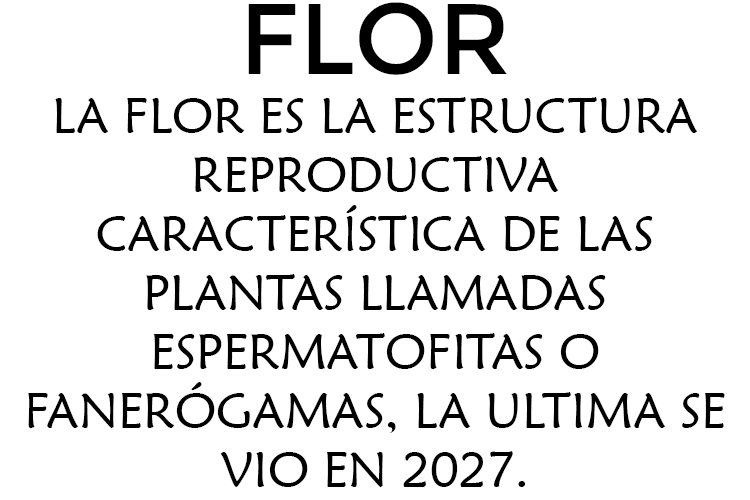 FLOR
LA FLOR ES LA ESTRUCTURA
REPRODUCTIVA
CARACTERÍSTICA DE LAS
PLANTAS LLAMADAS
ESPERMATOFITAS O
FANERÓGAMAS, LA ULTIMA SE
VIO EN 2027.